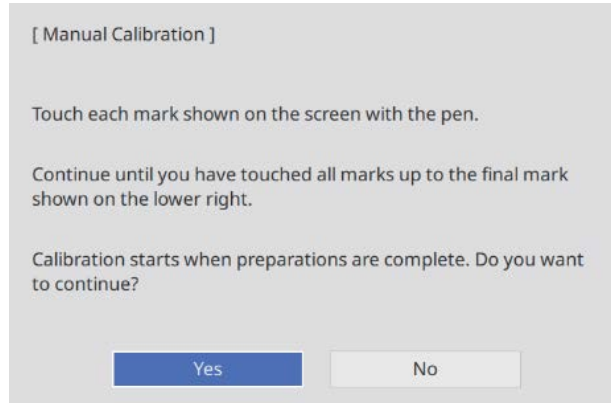 [ Manual Calibration ]
Touch each mark shown on the screen with the pen.
Continue until you have touched all marks up to the final mark
shown on the lower right.
Calibration starts when preparations are complete. Do you want
to continue?
Yes No